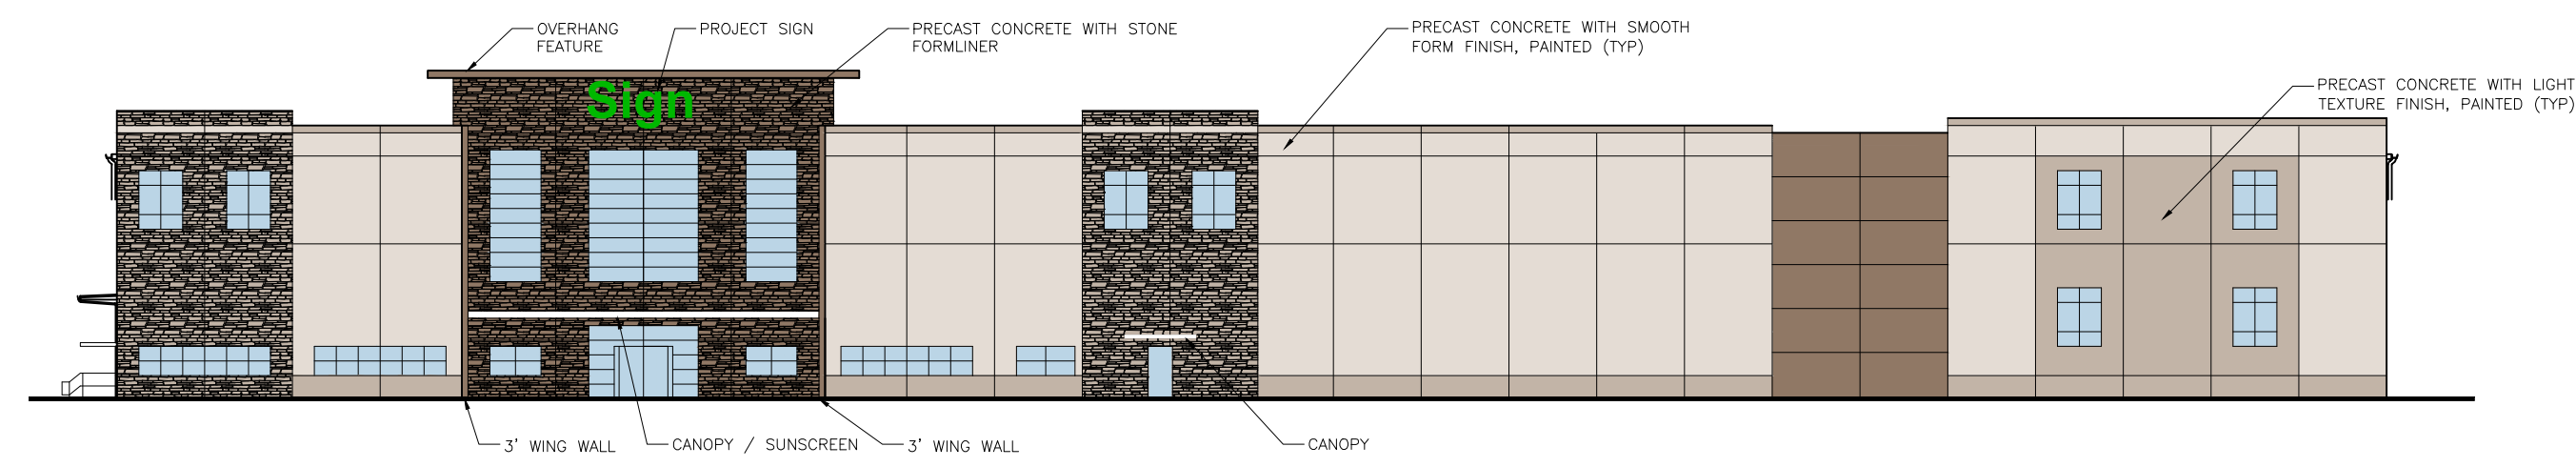 OVERHANG
FEATURE
PROJECT SIGN
PRECAST CONCRETE WITH STONE
FORMLINER
PRECAST CONCRETE WITH SMOOTH
FORM FINISH, PAINTED (TYP)
PRECAST CONCRETE WITH LIGHT
TEXTURE FINISH, PAINTED (TYP)
Sign
3' WING WALL
CANOPY / SUNSCREEN
3' WING WALL
CANOPY